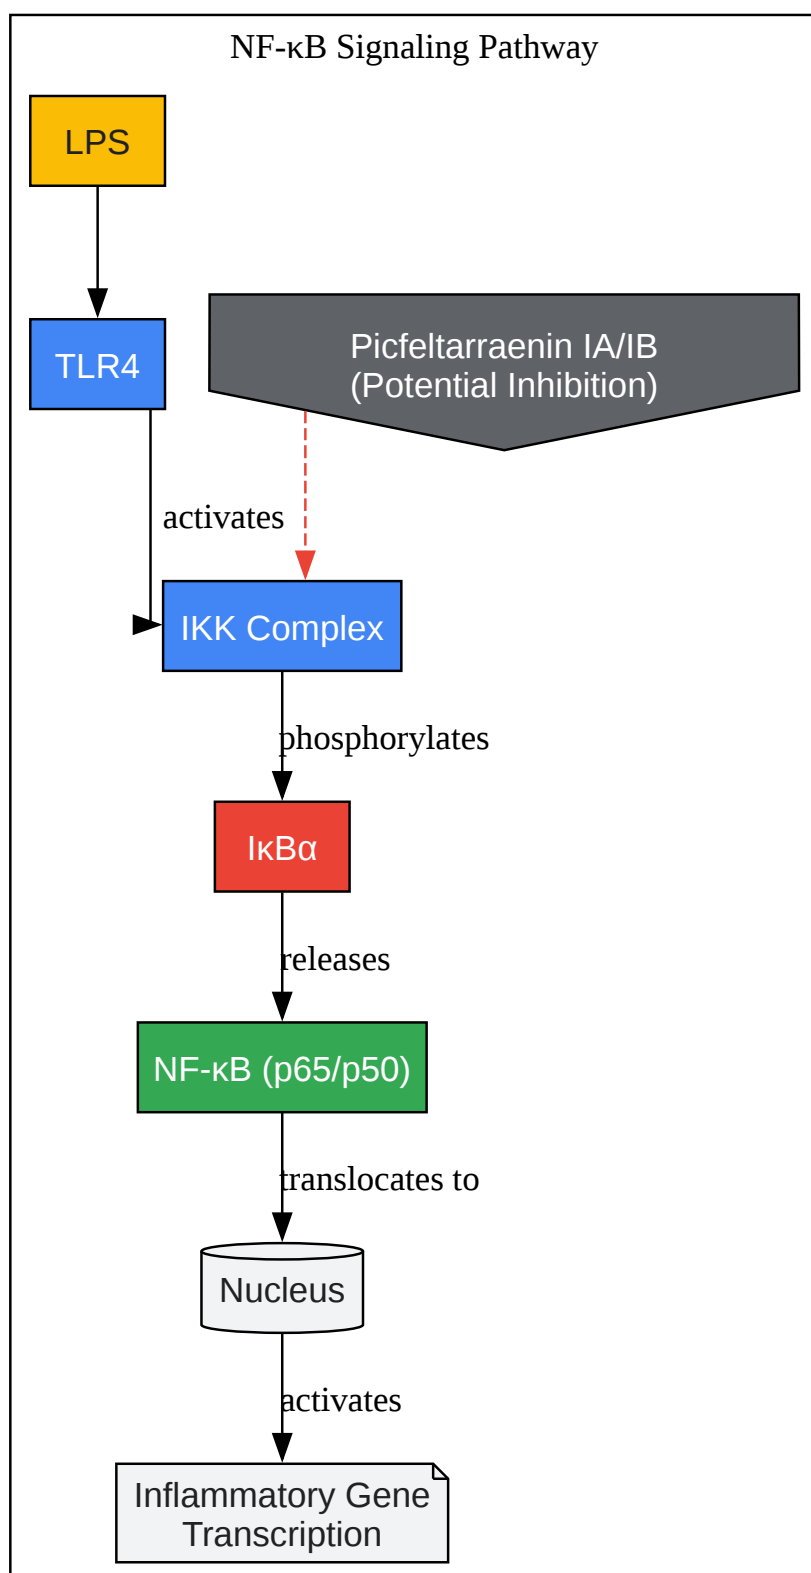 NF-κB Signaling Pathway
LPS
TLR4
Picfeltarraenin IA/IB
(Potential Inhibition)
activates
IKK Complex
phosphorylates
IκBα
releases
NF-κB (p65/p50)
translocates to
Nucleus
activates
Inflammatory Gene
Transcription